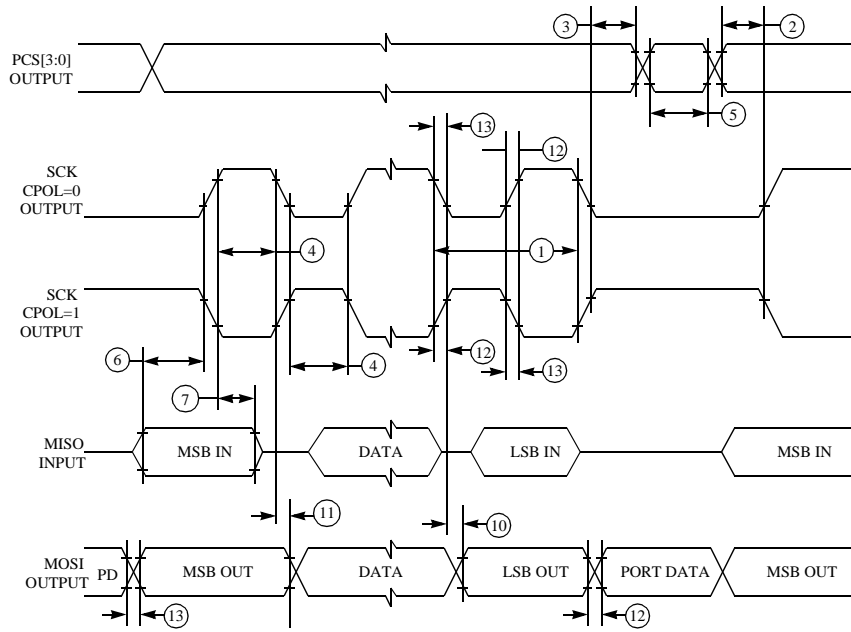 3
2
PCS[3:0]
OUTPUT
5
13
12
SCK
CPOL=0
OUTPUT
4
1
SCK
CPOL=1
OUTPUT
6
4
12
13
7
MISO
INPUT
MSB IN
DATA
LSB IN
MSB IN
11
10
MOSI
OUTPUT
PD
MSB OUT
DATA
LSB OUT
PORT DATA
MSB OUT
13
12